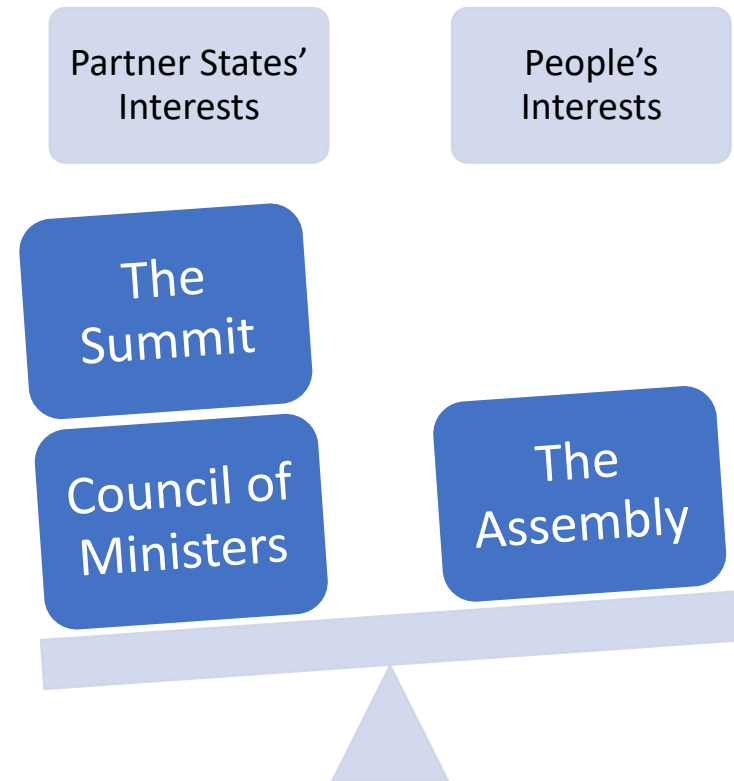 Partner States’
Interests
People’s
Interests
The
Summit
Council of
Ministers
The
Assembly